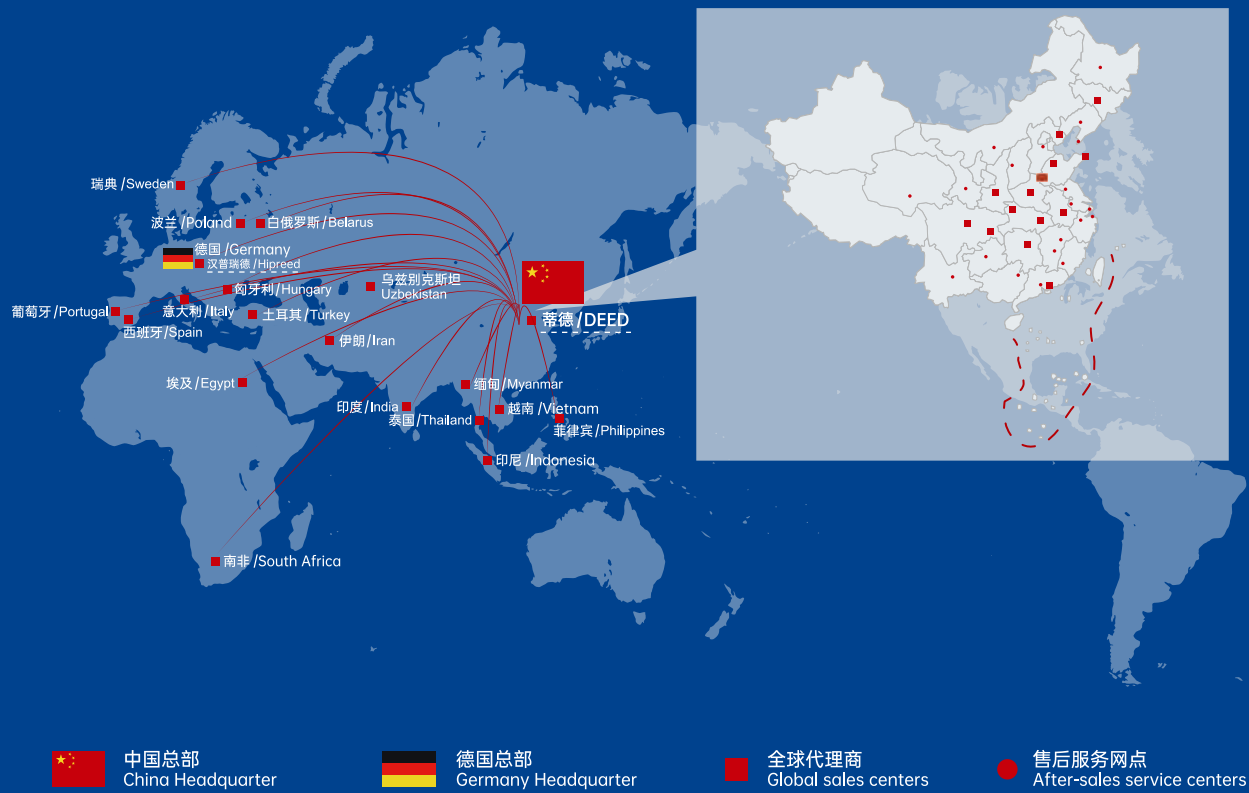 瑞典/Sweden
波兰/Poland
白俄罗斯/Belarus
德国/Germany
汉普瑞德/Hipreed
乌兹别克斯坦
Uzbekistan
匈牙利/Hungary
葡萄牙/Portugal
意大利/Italy
土耳其/Turkey
蒂德/DEED
西班牙/Spain
伊朗/Iran
埃及/Egypt
缅甸/Myanmar
印度/India
越南/Vietnam
泰国/Thailand
菲律宾/Philippines
印尼/Indonesia
南非/South Africa
中国总部
China Headquarter
德国总部
Germany Headquarter
全球代理商
Global sales centers
售后服务网点
After-sales service centers